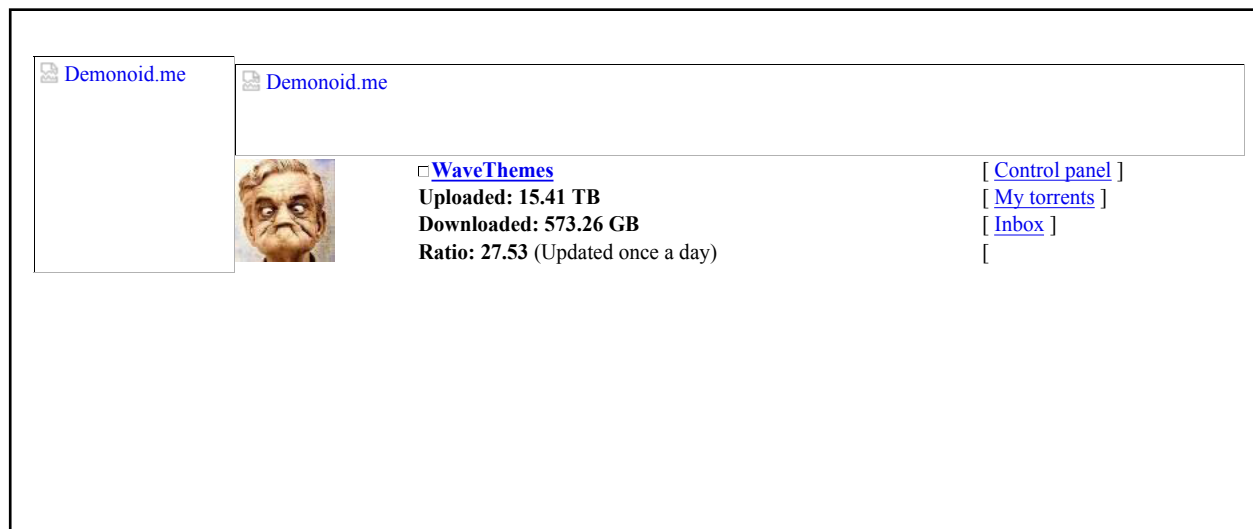 Demonoid.me
Demonoid.me
WaveThemes
Uploaded: 15.41 TB
Downloaded: 573.26 GB
Ratio: 27.53 (Updated once a day)
[ Control panel ]
[ My torrents ]
[ Inbox ]
[